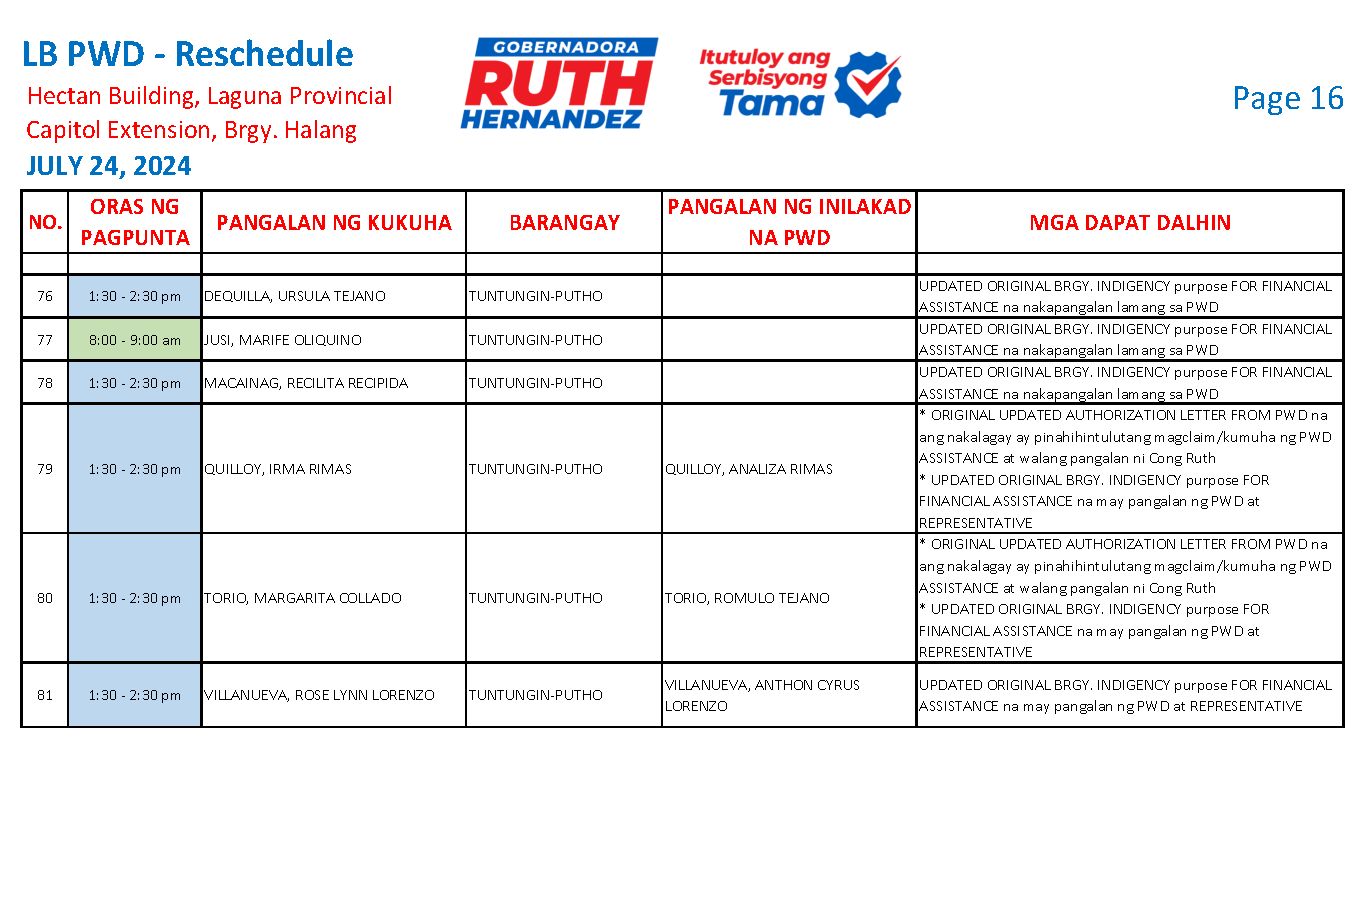 LB PWD - Reschedule
Hectan Building, Laguna Provincial
Capitol Extension, Brgy. Halang
JULY 24, 2024
GOBERNADORA
RUTH
HERNANDEZ
Itutuloy ang
Serbisyong
Tama
Page 16
NO.
ORAS NG
PAGPUNTA
PANGALAN NG KUKUHA
BARANGAY
PANGALAN NG INILAKAD
NA PWD
MGA DAPAT DALHIN
76
1:30 - 2:30 pm
DEQUILLA, URSULA TEJANO
TUNTUNGIN-PUTHO
UPDATED ORIGINAL BRGY. INDIGENCY purpose FOR FINANCIAL
ASSISTANCE na nakapangalan lamang sa PWD
77
8:00 - 9:00 am
JUSI, MARIFE OLIQUINO
TUNTUNGIN-PUTHO
UPDATED ORIGINAL BRGY. INDIGENCY purpose FOR FINANCIAL
ASSISTANCE na nakapangalan lamang sa PWD
78
1:30 - 2:30 pm
MACAINAG, RECILITA RECIPIDA
TUNTUNGIN-PUTHO
UPDATED ORIGINAL BRGY. INDIGENCY purpose FOR FINANCIAL
ASSISTANCE na nakapangalan lamang sa PWD
79
1:30 - 2:30 pm
QUILLOY, IRMA RIMAS
TUNTUNGIN-PUTHO
QUILLOY, ANALIZA RIMAS
* ORIGINAL UPDATED AUTHORIZATION LETTER FROM PWD na
ang nakalagay ay pinahihintulutang magclaim/kumuha ng PWD
ASSISTANCE at walang pangalan ni Cong Ruth
* UPDATED ORIGINAL BRGY. INDIGENCY purpose FOR
FINANCIAL ASSISTANCE na may pangalan ng PWD at
REPRESENTATIVE
80
1:30 - 2:30 pm
TORIO, MARGARITA COLLADO
TUNTUNGIN-PUTHO
TORIO, ROMULO TEJANO
* ORIGINAL UPDATED AUTHORIZATION LETTER FROM PWD na
ang nakalagay ay pinahihintulutang magclaim/kumuha ng PWD
ASSISTANCE at walang pangalan ni Cong Ruth
* UPDATED ORIGINAL BRGY. INDIGENCY purpose FOR
FINANCIAL ASSISTANCE na may pangalan ng PWD at
REPRESENTATIVE
81
1:30 - 2:30 pm
VILLANUEVA, ROSE LYNN LORENZO
TUNTUNGIN-PUTHO
VILLANUEVA, ANTHON CYRUS
LORENZO
UPDATED ORIGINAL BRGY. INDIGENCY purpose FOR FINANCIAL
ASSISTANCE na may pangalan ng PWD at REPRESENTATIVE